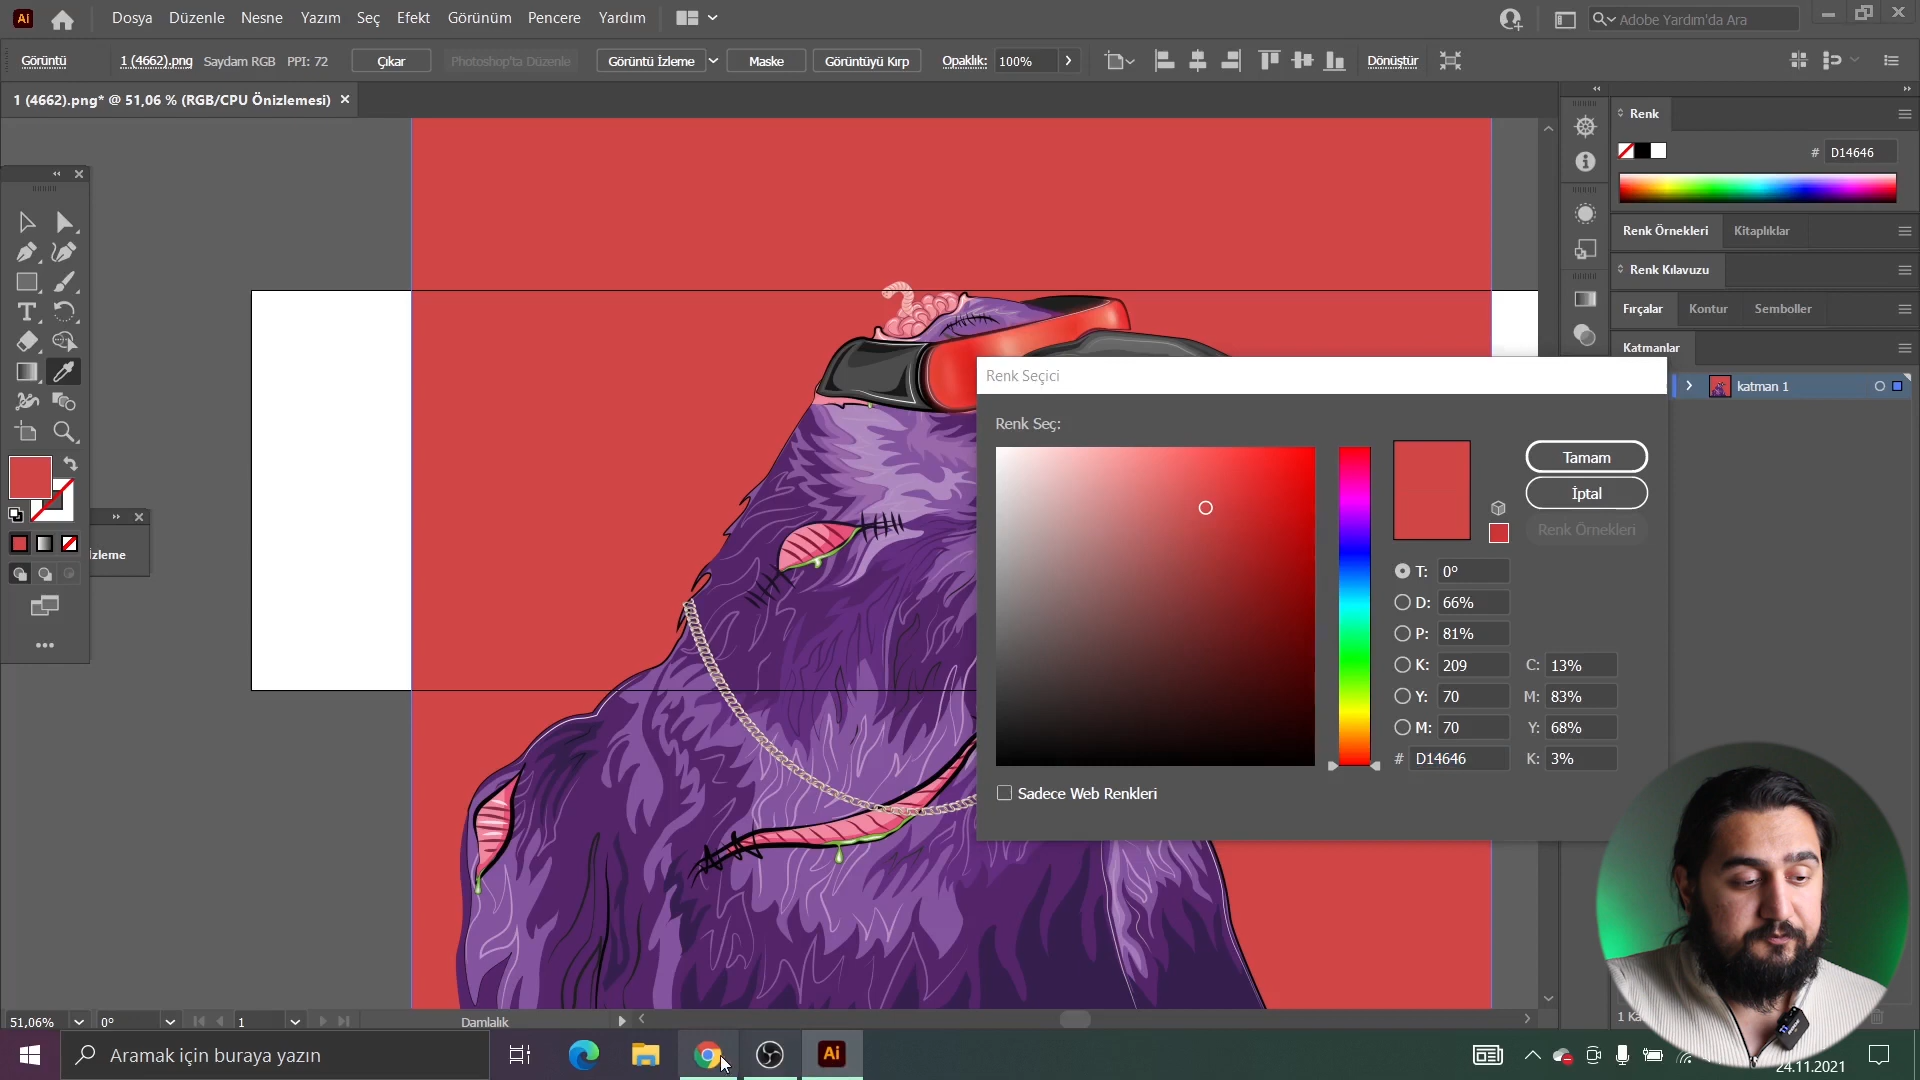 Ai Dosya Düzenle Nesne Yazım Seç Efekt Görünüm Pencere Yardım Adobe Yardım'da Ara
Görüntü 1 (4662).png Saydam RGB PPI: 72 Çıkar Photoshop'ta Düzenle Görüntü İzleme Maske Görüntüyü Kırp Opaklık: 100% Dönüştür
1 (4662).png* @ 51,06 % (RGB/CPU Önizlemesi)
Renk
# D14646
Renk Örnekleri Kitaplıklar
Renk Kılavuzu
Fırçalar Kontur Semboller
Katmanlar
katman 1
İzleme
Renk Seçici
Renk Seç:
Tamam
İptal
Renk Örnekleri
T: 0°
D: 66%
P: 81%
K: 209 C: 13%
Y: 70 M: 83%
M: 70 Y: 68%
# D14646 K: 3%
Sadece Web Renkleri
51,06% 0° 1 Damlalık
Aramak için buraya yazın
Ai
24.11.2021